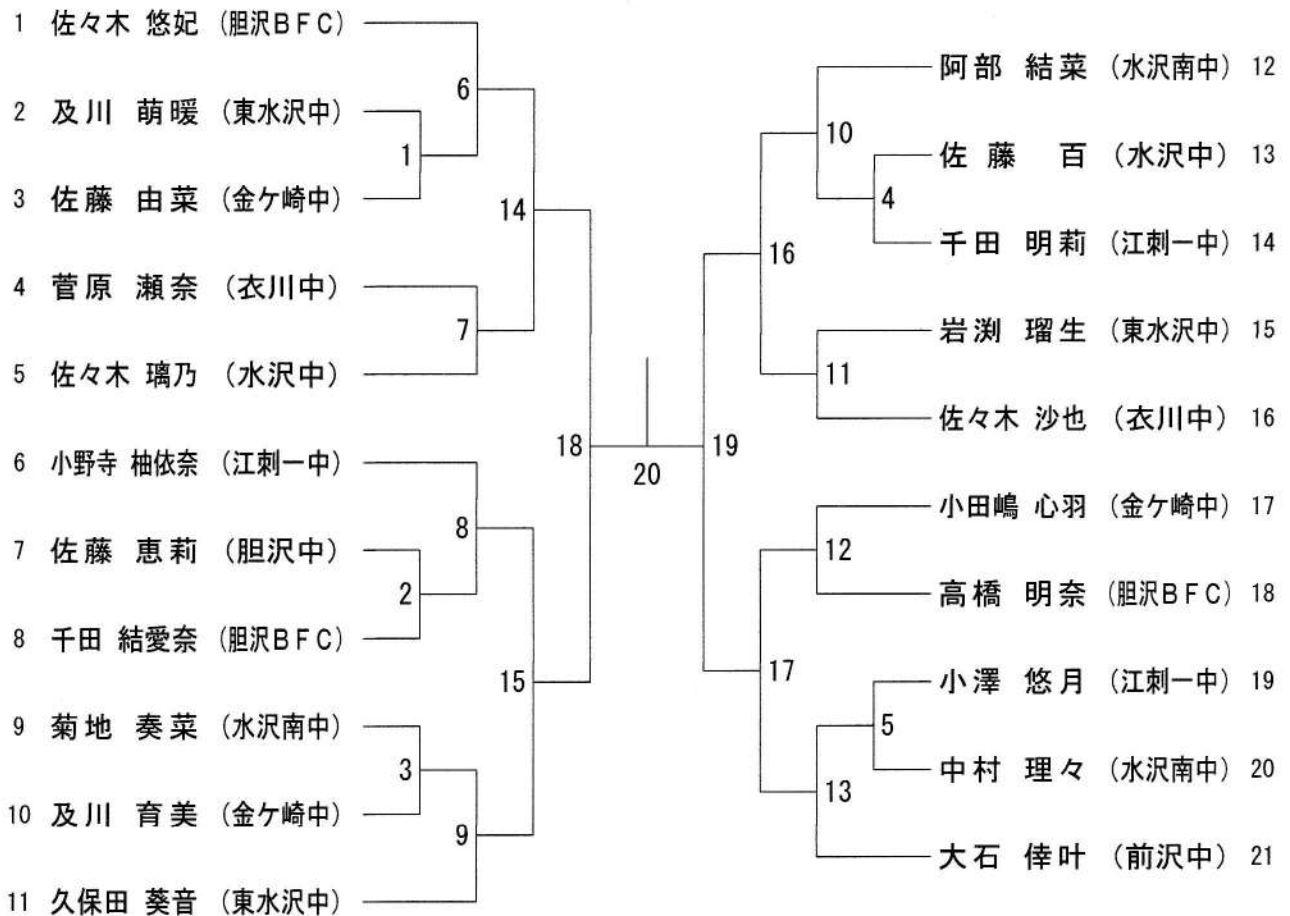 1 佐々木 悠妃 (胆沢BFC)
2 及川 萌暖 (東水沢中)
3 佐藤 由菜 (金ケ崎中)
4 菅原 瀬奈 (衣川中)
5 佐々木 璃乃 (水沢中)
6 小野寺 柚依奈 (江刺一中)
7 佐藤 恵莉 (胆沢中)
8 千田 結愛奈 (胆沢BFC)
9 菊地 奏菜 (水沢南中)
10 及川 育美 (金ケ崎中)
11 久保田 葵音 (東水沢中)
6
1
14
7
18
8
2
15
3
9
20
阿部 結菜 (水沢南中) 12
佐藤 百 (水沢中) 13
千田 明莉 (江刺一中) 14
岩渕 瑠生 (東水沢中) 15
佐々木 沙也 (衣川中) 16
小田嶋 心羽 (金ケ崎中) 17
高橋 明奈 (胆沢BFC) 18
小澤 悠月 (江刺一中) 19
中村 理々 (水沢南中) 20
大石 倖叶 (前沢中) 21
10
4
16
11
19
12
17
5
13